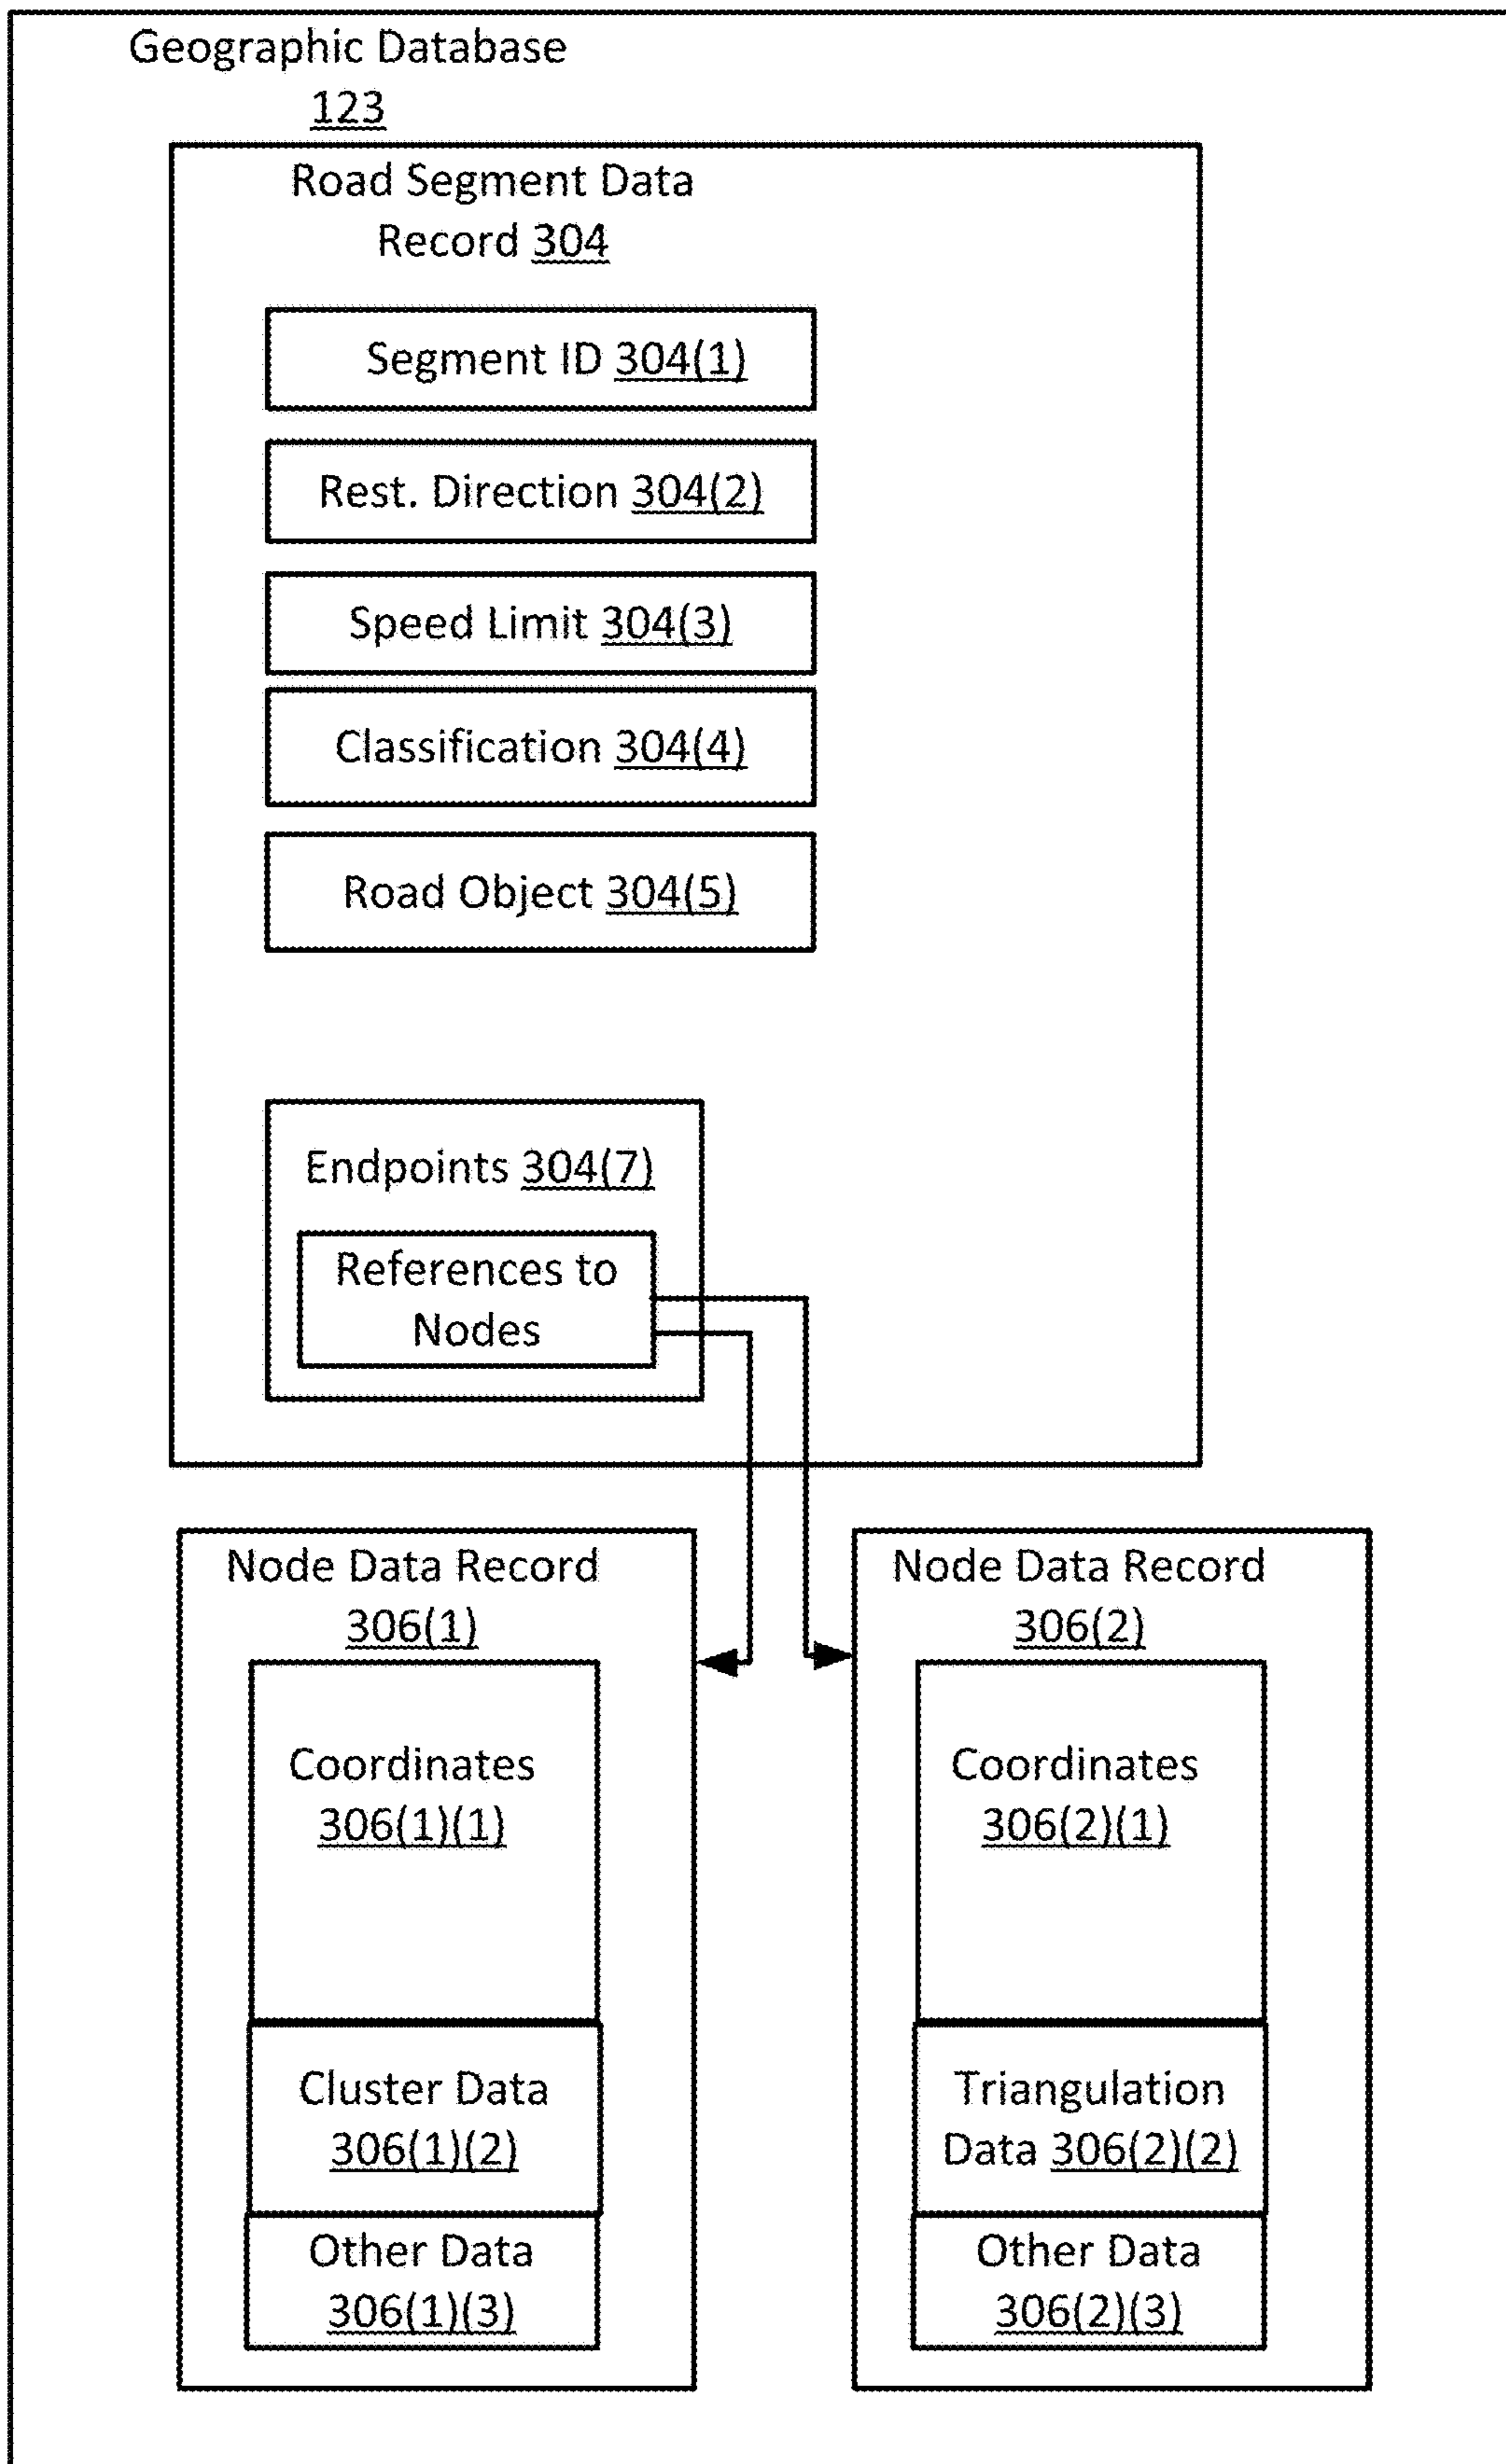 Geographic Database
123
Road Segment Data
Record 304
Segment ID 304(1)
Rest. Direction 304(2)
Speed Limit 304(3)
Classification 304(4)
Road Object 304(5)
Endpoints 304(7)
References to
Nodes
Node Data Record
306(1)
Coordinates
306(1)(1)
Cluster Data
306(1)(2)
Other Data
306(1)(3)
Node Data Record
306(2)
Coordinates
306(2)(1)
Triangulation
Data 306(2)(2)
Other Data
306(2)(3)